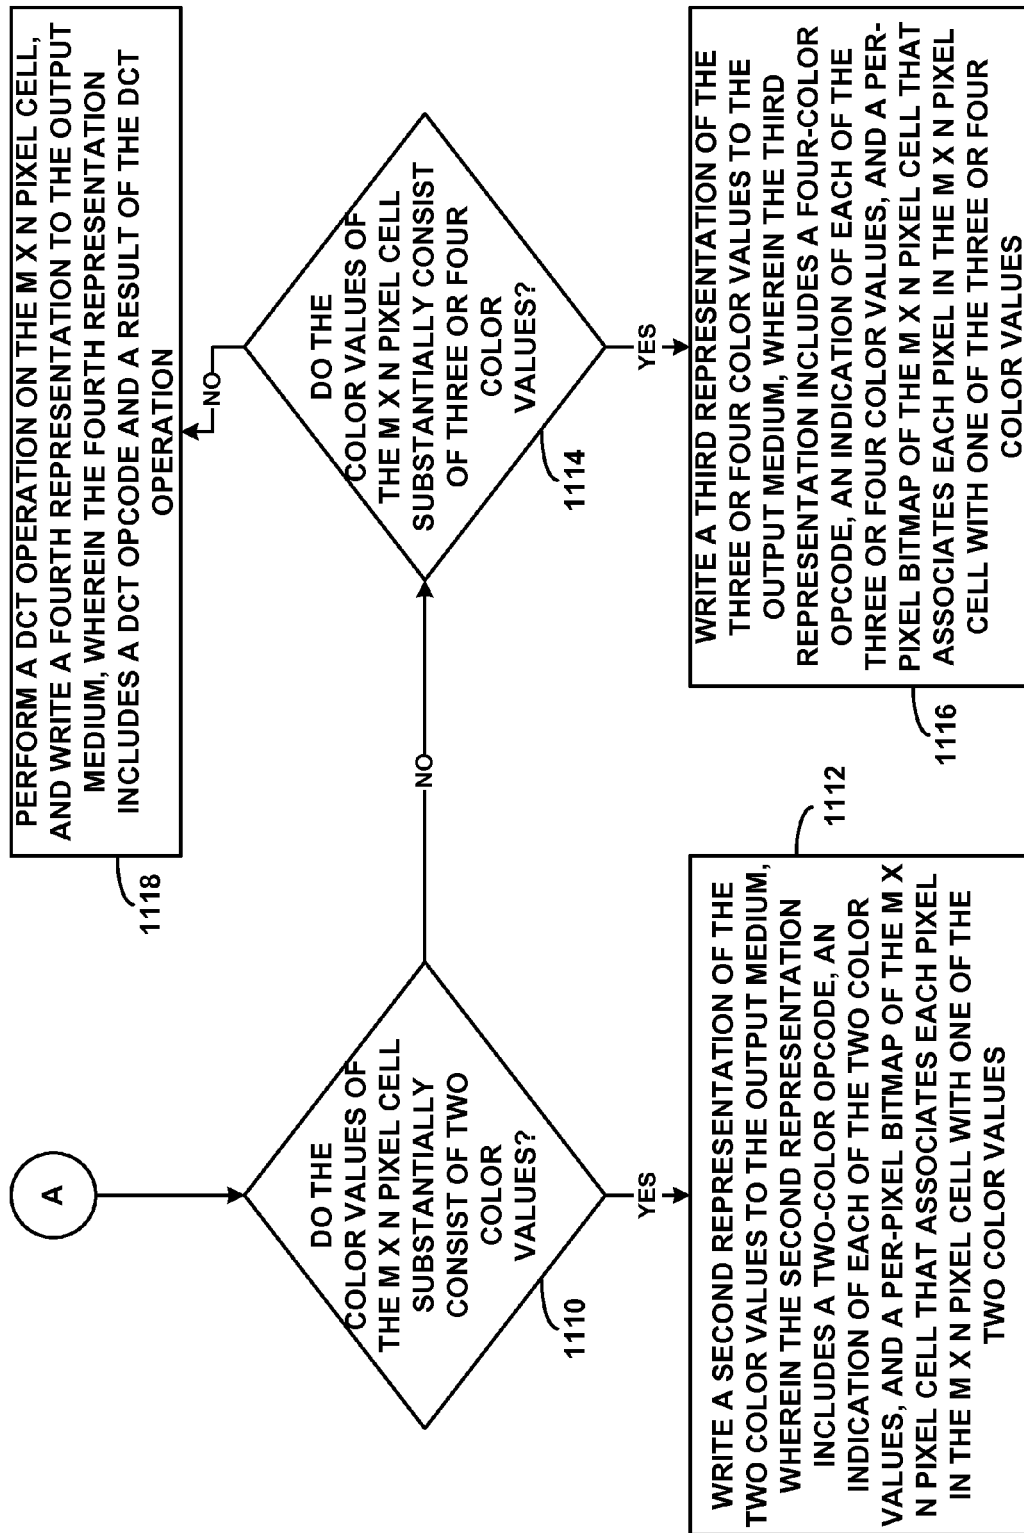 A
DO THE
COLOR VALUES OF
THE M X N PIXEL CELL
SUBSTANTIALLY
CONSIST OF TWO
COLOR
VALUES?
1110
YES
WRITE A SECOND REPRESENTATION OF THE
TWO COLOR VALUES TO THE OUTPUT MEDIUM,
WHEREIN THE SECOND REPRESENTATION
INCLUDES A TWO-COLOR OPCODE, AN
INDICATION OF EACH OF THE TWO COLOR
VALUES, AND A PER-PIXEL BITMAP OF THE M X
N PIXEL CELL THAT ASSOCIATES EACH PIXEL
IN THE M X N PIXEL CELL WITH ONE OF THE
TWO COLOR VALUES
1112
NO
DO THE
COLOR VALUES OF
THE M X N PIXEL CELL
SUBSTANTIALLY CONSIST
OF THREE OR FOUR
COLOR
VALUES?
1114
YES
WRITE A THIRD REPRESENTATION OF THE
THREE OR FOUR COLOR VALUES TO THE
OUTPUT MEDIUM, WHEREIN THE THIRD
REPRESENTATION INCLUDES A FOUR-COLOR
OPCODE, AN INDICATION OF EACH OF THE
THREE OR FOUR COLOR VALUES, AND A PER-
PIXEL BITMAP OF THE M X N PIXEL CELL THAT
ASSOCIATES EACH PIXEL IN THE M X N PIXEL
CELL WITH ONE OF THE THREE OR FOUR
COLOR VALUES
1116
NO
PERFORM A DCT OPERATION ON THE M X N PIXEL CELL,
AND WRITE A FOURTH REPRESENTATION TO THE OUTPUT
MEDIUM, WHEREIN THE FOURTH REPRESENTATION
INCLUDES A DCT OPCODE AND A RESULT OF THE DCT
OPERATION
1118